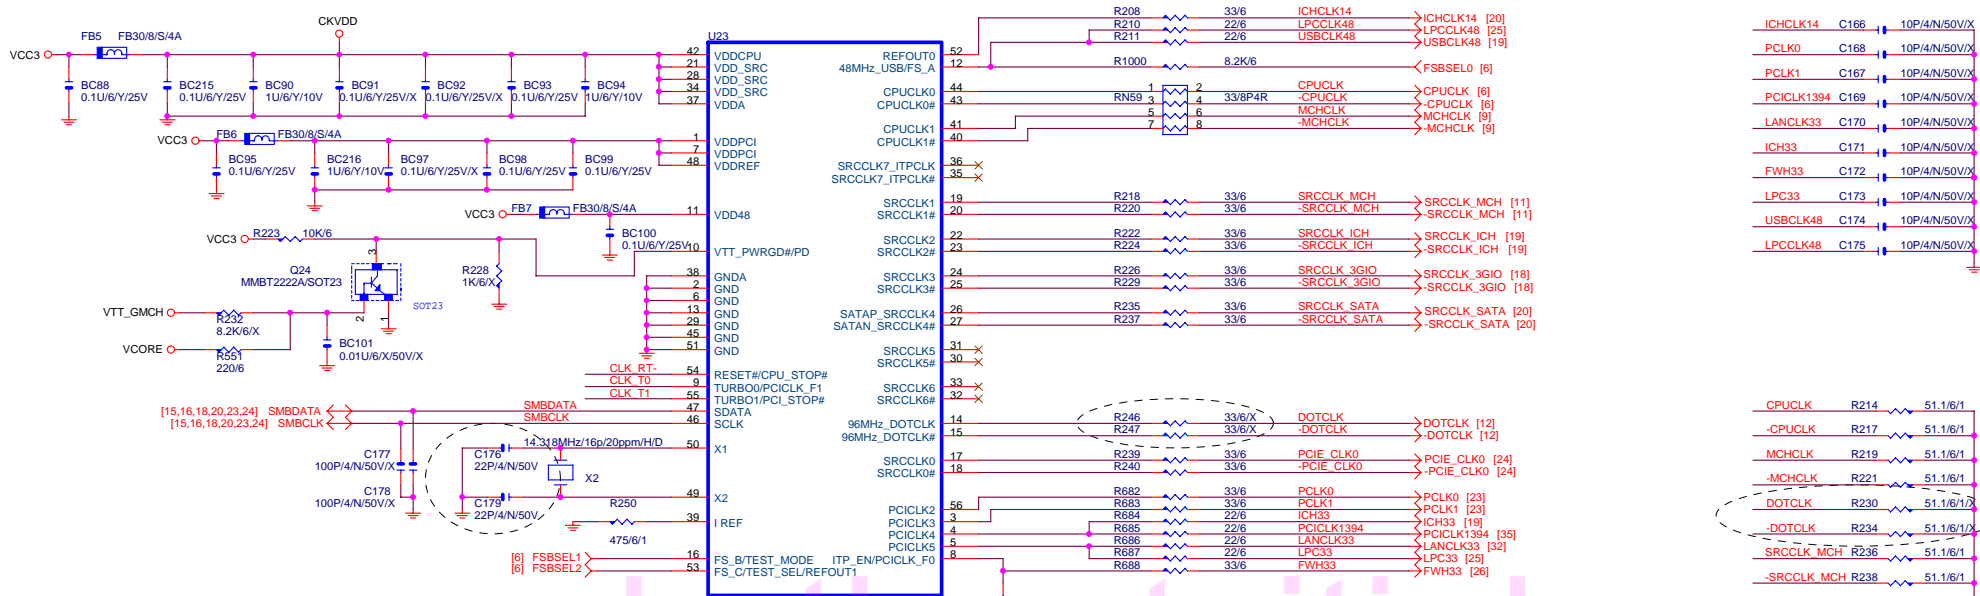 CKVDD
FB5 FB30/8/S/4A
VCC3
BC88
0.1U/6/Y/25V
BC215
0.1U/6/Y/25V
BC90
1U/6/Y/10V
BC91
0.1U/6/Y/25V/X
BC92
0.1U/6/Y/25V
BC93
0.1U/6/Y/25V
BC94
1U/6/Y/10V
VCC3 FB6 FB30/8/S/4A
BC95
0.1U/6/Y/25V
BC216
1U/6/Y/10V
BC97
0.1U/6/Y/25V/X
BC98
0.1U/6/Y/25V
BC99
0.1U/6/Y/25V
VCC3 FB7 FB30/8/S/4A
BC100
0.1U/6/Y/25V
VCC3 R223 10K/6
Q24
MMBT2222A/SOT23
3
2
1
SOT23
R228
1K/6/X
VTT_GMCH
R232
8.2K/6/X
VCORE
R551
220/6
BC101
0.01U/6/X/50V/X
CLK_RT-
CLK_T0
CLK_T1
[15,16,18,20,23,24] SMBDATA SMBDATA
[15,16,18,20,23,24] SMBCLK SMBCLK
C177
100P/4/N/50V/X
C178
100P/4/N/50V/X
14.318MHz/16p/20ppm/H/D
C176
22P/4/N/50V
X2
C179
22P/4/N/50V
R250
475/6/1
[6] FSBSEL1
[6] FSBSEL2
U23
42 VDDCPU
21 VDD_SRC
28 VDD_SRC
34 VDD_SRC
37 VDDA
1 VDDPCI
7 VDDPCI
48 VDDREF
11 VDD48
10 VTT_PWRGD#/PD
38 GNDA
2 GND
6 GND
13 GND
29 GND
45 GND
51 GND
54 RESET#/CPU_STOP#
9 TURBO0/PCICLK_F1
55 TURBO1/PCI_STOP#
47 SDATA
46 SCLK
50 X1
49 X2
39 I REF
16 FS_B/TEST_MODE
53 FS_C/TEST_SEL/REFOUT1
REFOUT0 52
48MHz_USB/FS_A 12
CPUCLK0 44
CPUCLK0# 43
CPUCLK1 41
CPUCLK1# 40
SRCCLK7_ITPCLK 36
SRCCLK7_ITPCLK# 35
SRCCLK1 19
SRCCLK1# 20
SRCCLK2 22
SRCCLK2# 23
SRCCLK3 24
SRCCLK3# 25
SATAP_SRCCLK4 26
SATAN_SRCCLK4# 27
SRCCLK5 31
SRCCLK5# 30
SRCCLK6 33
SRCCLK6# 32
96MHz_DOTCLK 14
96MHz_DOTCLK# 15
SRCCLK0 17
SRCCLK0# 18
PCICLK2 56
PCICLK3 3
PCICLK4 4
PCICLK5 5
ITP_EN/PCICLK_F0 8
R208 33/6 ICHCLK14 ICHCLK14 [20]
R210 22/6 LPCCLK48 LPCCLK48 [25]
R211 22/6 USBCLK48 USBCLK48 [19]
R1000 8.2K/6 FSBSEL0 [6]
1 2 CPUCLK CPUCLK [6]
RN59 3 4 33/8P4R -CPUCLK -CPUCLK [6]
5 6 MCHCLK MCHCLK [9]
7 8 -MCHCLK -MCHCLK [9]
R218 33/6 SRCCLK_MCH SRCCLK_MCH [11]
R220 33/6 -SRCCLK_MCH -SRCCLK_MCH [11]
R222 33/6 SRCCLK_ICH SRCCLK_ICH [19]
R224 33/6 -SRCCLK_ICH -SRCCLK_ICH [19]
R226 33/6 SRCCLK_3GIO SRCCLK_3GIO [18]
R229 33/6 -SRCCLK_3GIO -SRCCLK_3GIO [18]
R235 33/6 SRCCLK_SATA SRCCLK_SATA [20]
R237 33/6 -SRCCLK_SATA -SRCCLK_SATA [20]
R246 33/6/X DOTCLK DOTCLK [12]
R247 33/6/X -DOTCLK -DOTCLK [12]
R239 33/6 PCIE_CLK0 PCIE_CLK0 [24]
R240 33/6 -PCIE_CLK0 -PCIE_CLK0 [24]
R682 33/6 PCLK0 PCLK0 [23]
R683 33/6 PCLK1 PCLK1 [23]
R684 22/6 ICH33 ICH33 [19]
R685 22/6 PCICLK1394 PCICLK1394 [35]
R686 22/6 LANCLK33 LANCLK33 [32]
R687 22/6 LPC33 LPC33 [25]
R688 33/6 FWH33 FWH33 [26]
ICHCLK14 C166 10P/4/N/50V/X
PCLK0 C168 10P/4/N/50V/X
PCLK1 C167 10P/4/N/50V/X
PCICLK1394 C169 10P/4/N/50V/X
LANCLK33 C170 10P/4/N/50V/X
ICH33 C171 10P/4/N/50V/X
FWH33 C172 10P/4/N/50V/X
LPC33 C173 10P/4/N/50V/X
USBCLK48 C174 10P/4/N/50V/X
LPCCLK48 C175 10P/4/N/50V/X
CPUCLK R214 51.1/6/1
-CPUCLK R217 51.1/6/1
MCHCLK R219 51.1/6/1
-MCHCLK R221 51.1/6/1
DOTCLK R230 51.1/6/1/X
-DOTCLK R234 51.1/6/1/X
SRCCLK_MCH R236 51.1/6/1
-SRCCLK_MCH R238 51.1/6/1